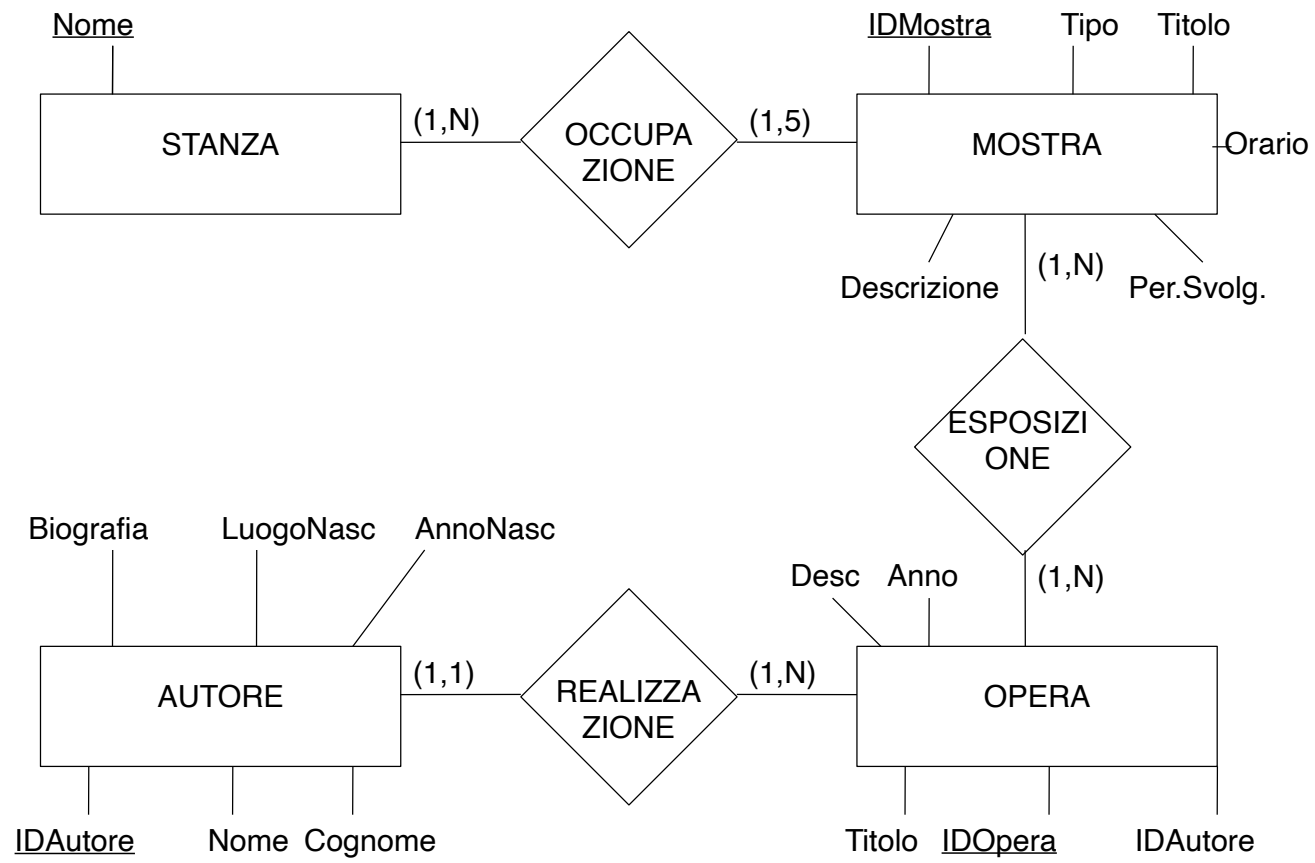 Nome
IDMostra Tipo Titolo
STANZA
(1,N)
OCCUPA
ZIONE
(1,5)
MOSTRA
Orario
Descrizione
(1,N)
Per.Svolg.
ESPOSIZI
ONE
Biografia LuogoNasc AnnoNasc
Desc Anno
(1,N)
AUTORE
(1,1)
REALIZZA
ZIONE
(1,N)
OPERA
IDAutore Nome Cognome
Titolo IDOpera IDAutore